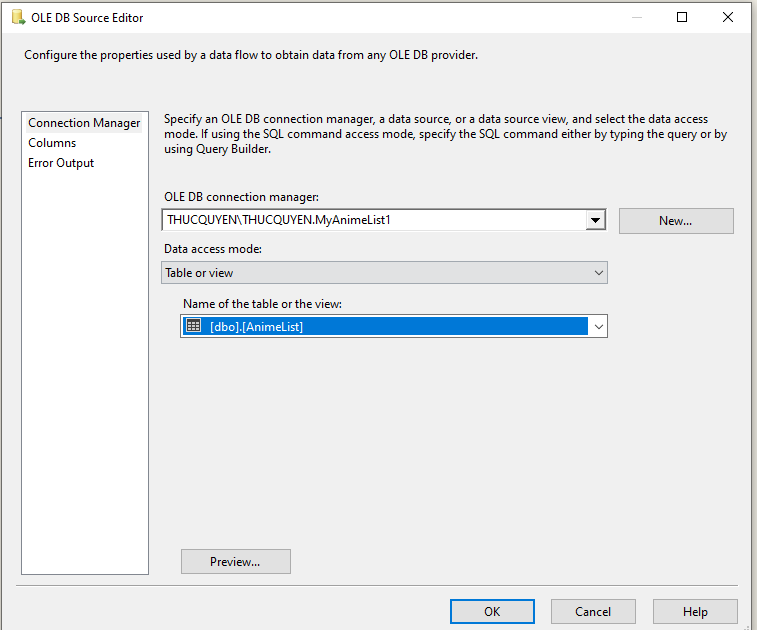 OLE DB Source Editor
Configure the properties used by a data flow to obtain data from any OLE DB provider.
Connection Manager
Columns
Error Output
Specify an OLE DB connection manager, a data source, or a data source view, and select the data access
mode. If using the SQL command access mode, specify the SQL command either by typing the query or by
using Query Builder.
OLE DB connection manager:
THUCQUYEN\THUCQUYEN.MyAnimeList1
New...
Data access mode:
Table or view
Name of the table or the view:
[dbo].[AnimeList]
Preview...
OK
Cancel
Help